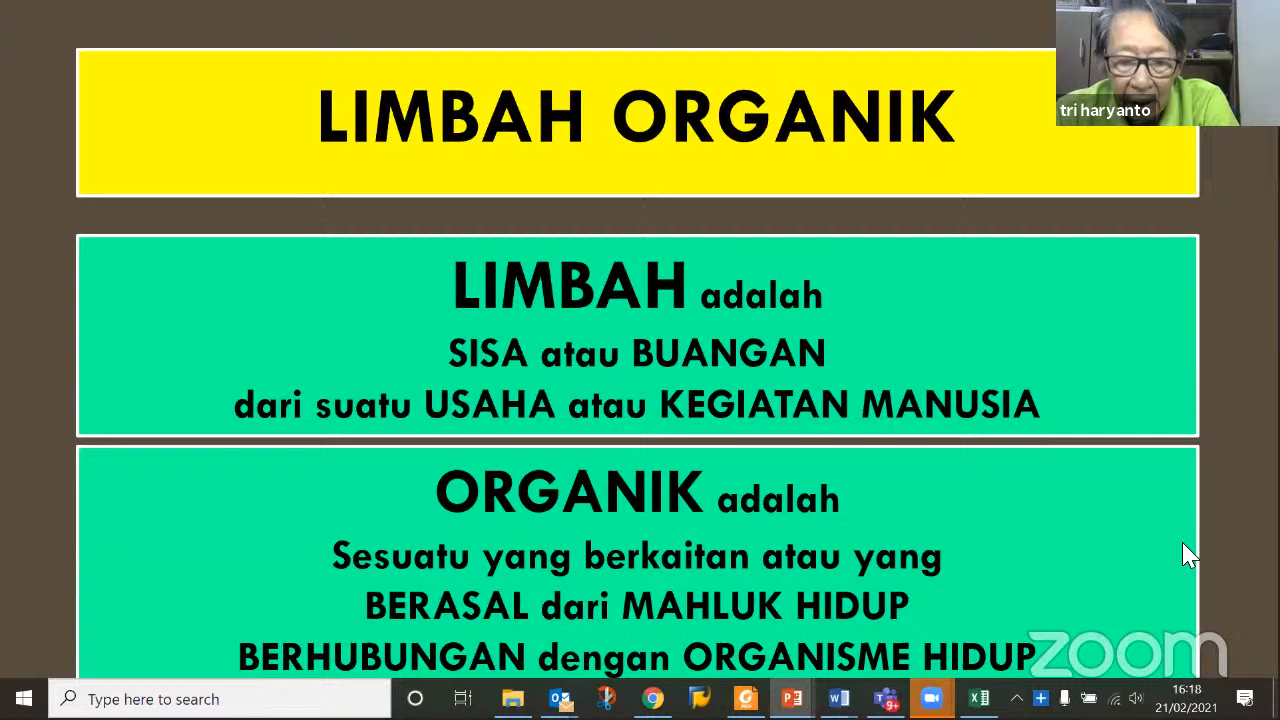 LIMBAH ORGANIK
tri haryanto
LIMBAH adalah
SISA atau BUANGAN
dari suatu USAHA atau KEGIATAN MANUSIA
ORGANIK adalah
Sesuatu yang berkaitan atau yang
BERASAL dari MAHLUK HIDUP
BERHUBUNGAN dengan ORGANISME HIDUP
zoom
Type here to search
9+
16:18
21/02/2021